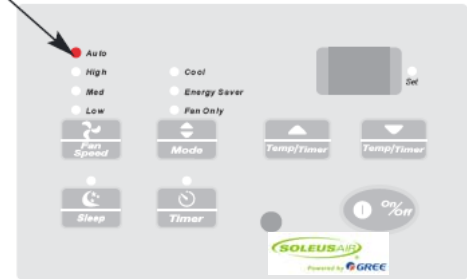 Auto
High
Cool
Set
Med
Energy Saver
Low
Fan Only
Fan Speed
Mode
Temp/Timer
Temp/Timer
Sleep
Timer
On/Off
SOLEUSAIR
Powered by GREE